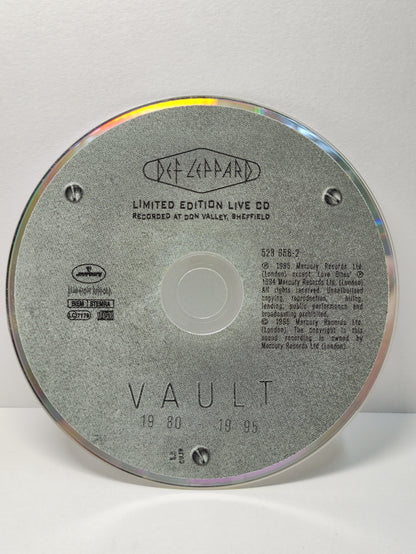 DEF LEPPARD
LIMITED EDITION LIVE CD
RECORDED AT DON VALLEY, SHEFFIELD
mercury
BIEM STEMRA
528 656-2
℗ 1995 Mercury Records Ltd.
(London) except Love Bites ℗
1994 Mercury Records Ltd. (London)
All rights reserved. Unauthorised
copying, reproduction, hiring,
lending, public performance and
broadcasting prohibited.
© 1995 Mercury Records Ltd.
(London). The copyright in this
sound recording is owned by
Mercury Records Ltd (London).
VAULT
19 80 - 19 95